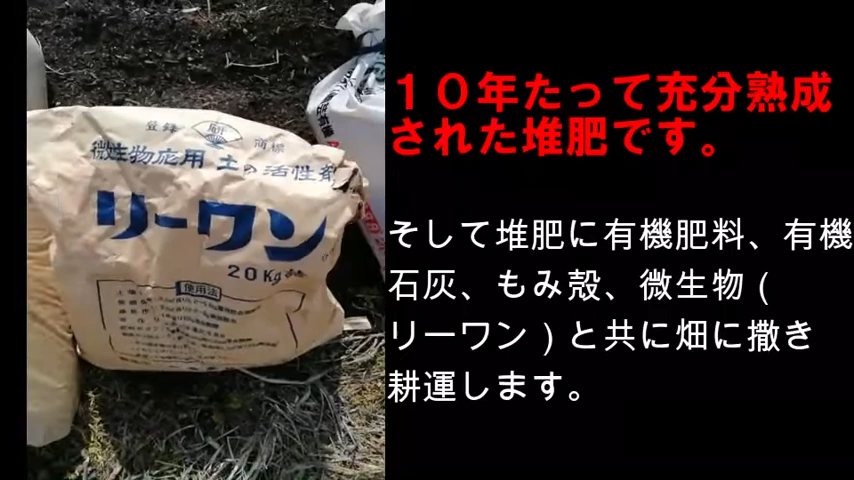 登録 商標
微生物応用 土の活性剤
リーワン
20Kg
使用法
10年たって充分熟成
された堆肥です。
そして堆肥に有機肥料、有機
石灰、もみ殻、微生物（
リーワン）と共に畑に撒き
耕運します。